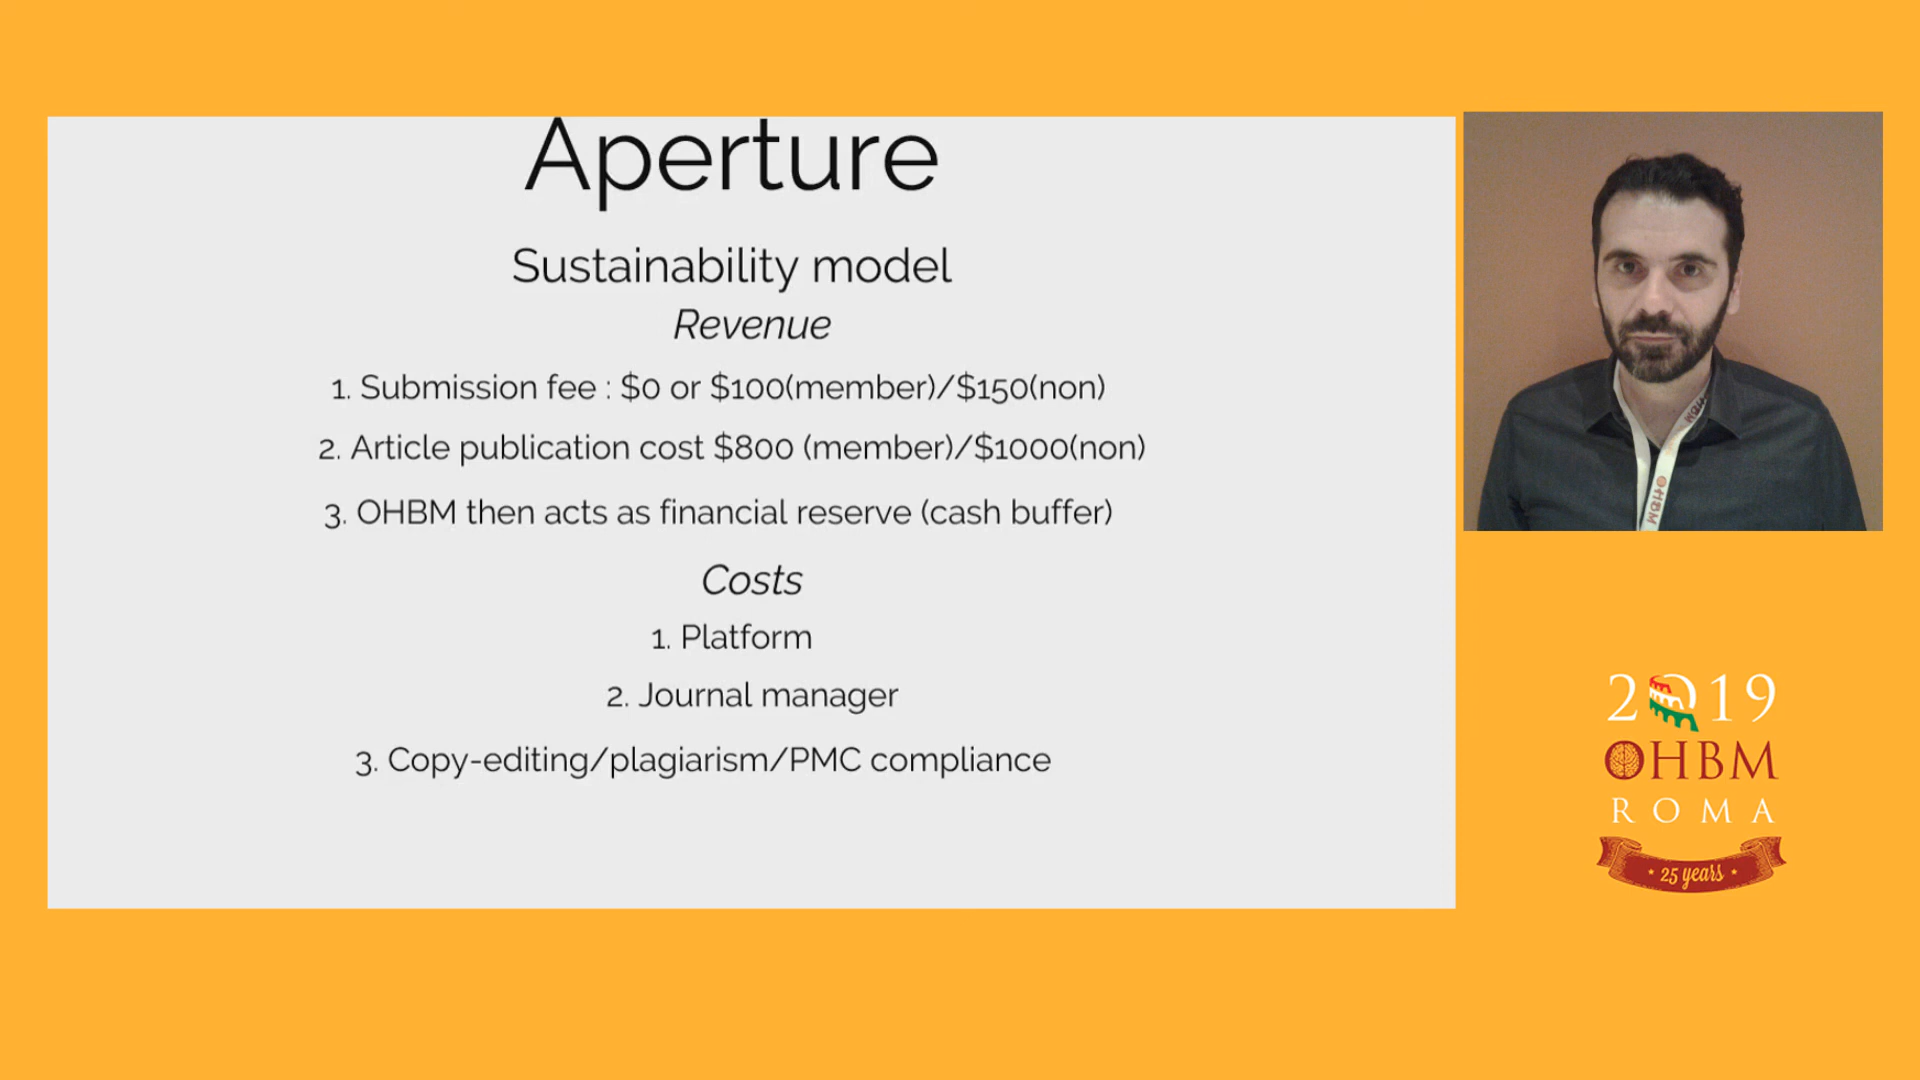 Aperture
Sustainability model
Revenue
1. Submission fee : $0 or $100(member)/$150(non)
2. Article publication cost $800 (member)/$1000(non)
3. OHBM then acts as financial reserve (cash buffer)
Costs
1. Platform
2. Journal manager
3. Copy-editing/plagiarism/PMC compliance
OHBM
OHBM
2019
OHBM
ROMA
25 years